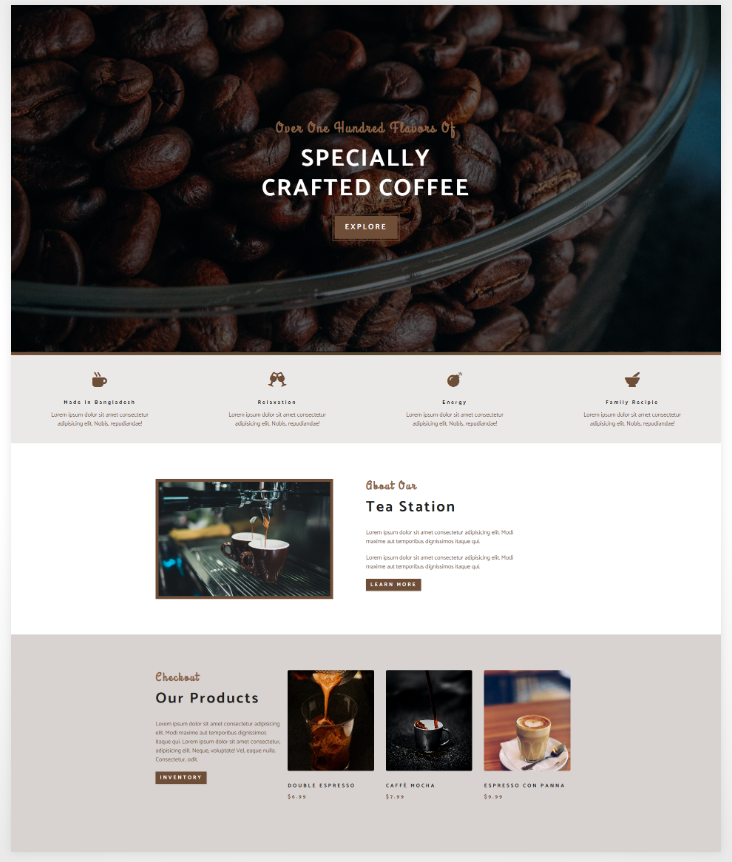 Over One Hundred Flavors Of
SPECIALLY
CRAFTED COFFEE
EXPLORE
Made In Bangladesh
Lorem ipsum dolor sit amet consectetur
adipisicing elit. Nobis, repudiandae!
Relaxation
Lorem ipsum dolor sit amet consectetur
adipisicing elit. Nobis, repudiandae!
Energy
Lorem ipsum dolor sit amet consectetur
adipisicing elit. Nobis, repudiandae!
Family Recipie
Lorem ipsum dolor sit amet consectetur
adipisicing elit. Nobis, repudiandae!
About Our
Tea Station
Lorem ipsum dolor sit amet consectetur adipisicing elit. Modi
maxime aut temporibus dignissimos itaque qui.
Lorem ipsum dolor sit amet consectetur adipisicing elit. Modi
maxime aut temporibus dignissimos itaque qui.
LEARN MORE
Checkout
Our Products
Lorem ipsum dolor sit amet consectetur adipisicing
elit. Modi maxime aut temporibus dignissimos
itaque qui. Lorem ipsum dolor sit amet consectetur,
adipisicing elit. Neque, voluptate! Vel, eaque nulla.
Consectetur, odit.
INVENTORY
DOUBLE ESPRESSO
$6.99
CAFFÈ MOCHA
$7.99
ESPRESSO CON PANNA
$9.99